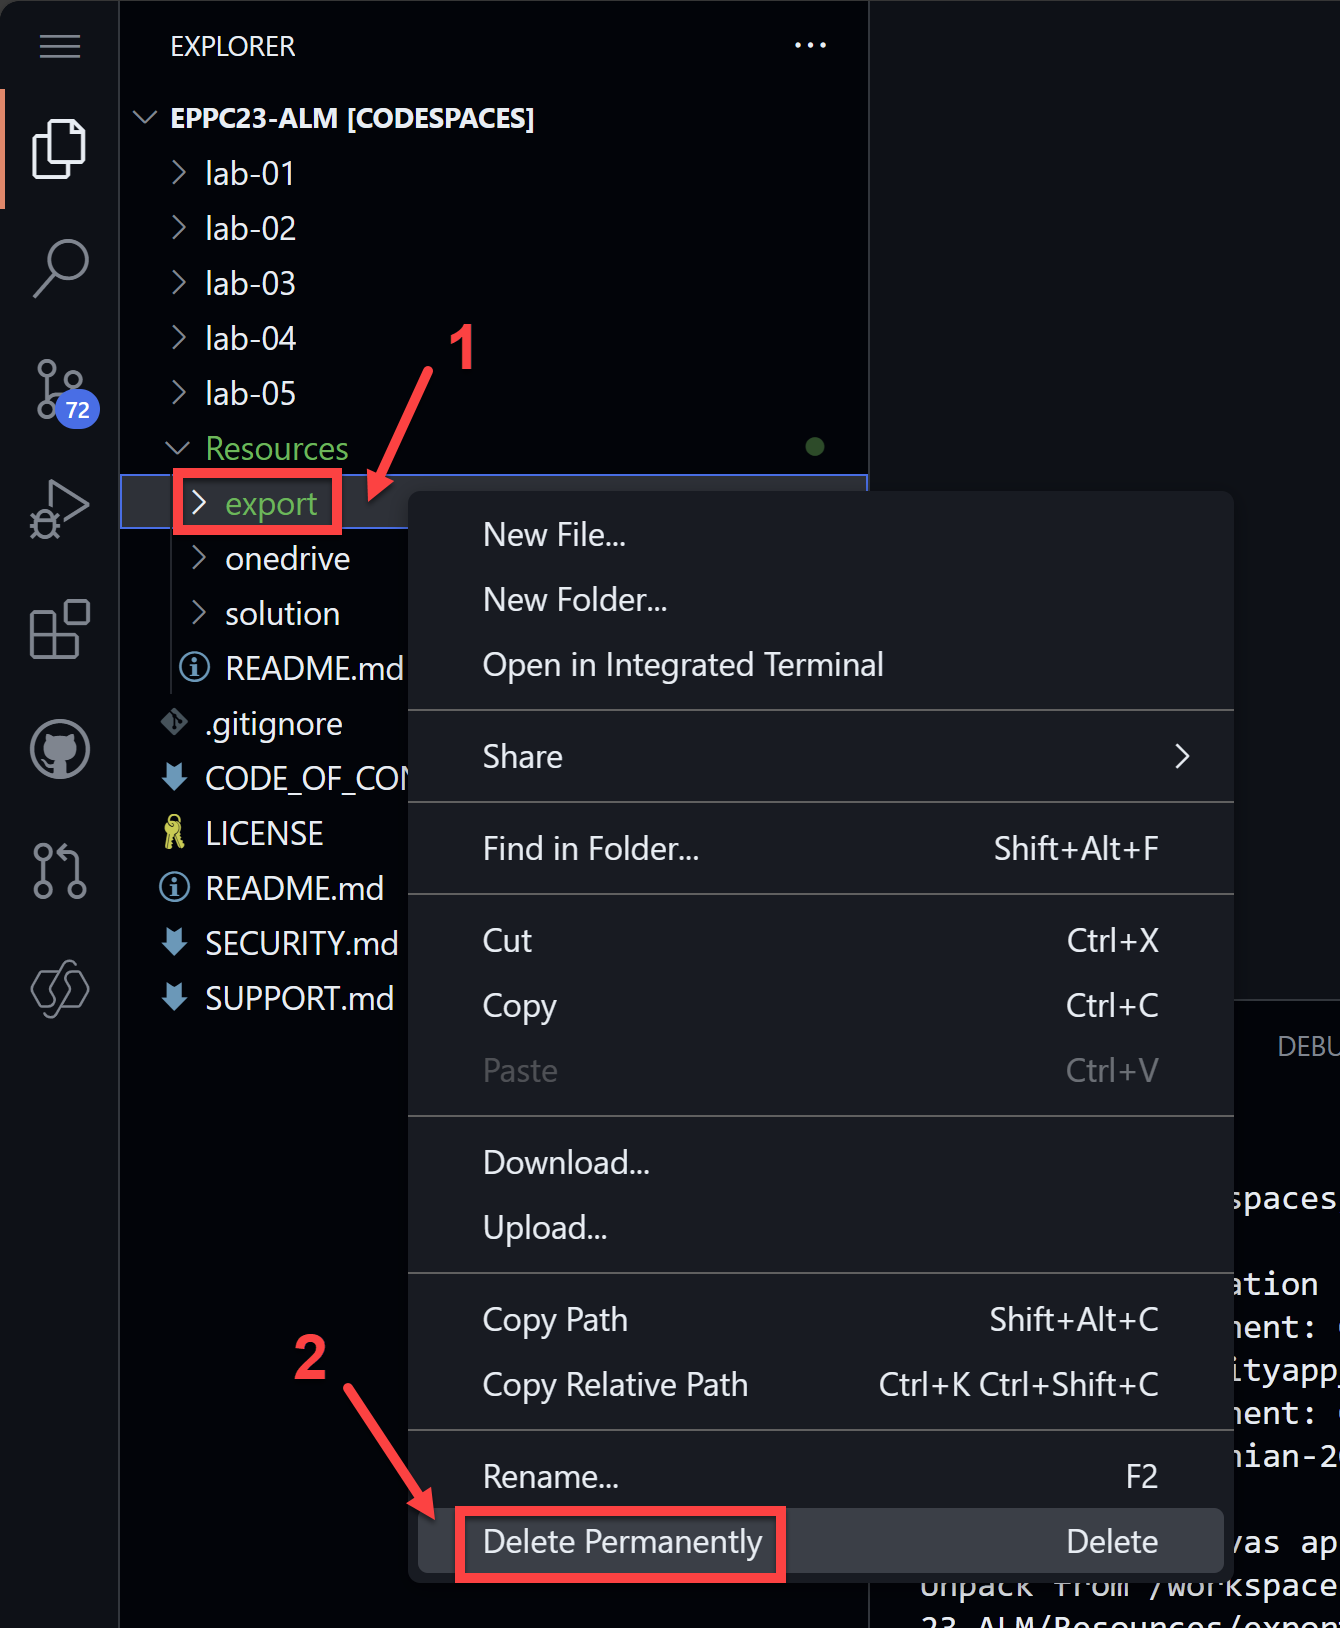 EXPLORER
EPPC23-ALM [CODESPACES]
lab-01
lab-02
lab-03
lab-04
1
lab-05
72
Resources
export
onedrive
solution
README.md
.gitignore
CODE_OF_CON
LICENSE
README.md
SECURITY.md
SUPPORT.md
New File...
New Folder...
Open in Integrated Terminal
Share
Find in Folder... Shift+Alt+F
Cut Ctrl+X
Copy Ctrl+C
Paste Ctrl+V
Download...
Upload...
Copy Path Shift+Alt+C
2
Copy Relative Path Ctrl+K Ctrl+Shift+C
Rename... F2
Delete Permanently Delete
DEBU
spaces
ation
ment:
ityapp
ment:
nian-2
vas ap
Unpack from /workspace
23-ALM/Resources/expor